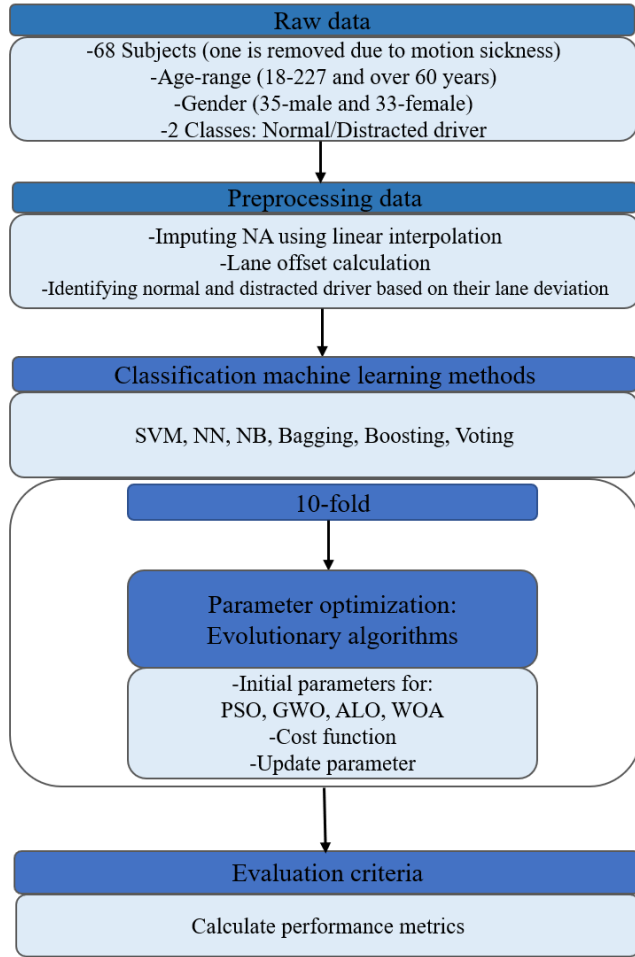 Raw data
-68 Subjects (one is removed due to motion sickness)
-Age-range (18-227 and over 60 years)
-Gender (35-male and 33-female)
-2 Classes: Normal/Distracted driver
Preprocessing data
-Imputing NA using linear interpolation
-Lane offset calculation
-Identifying normal and distracted driver based on their lane deviation
Classification machine learning methods
SVM, NN, NB, Bagging, Boosting, Voting
10-fold
Parameter optimization:
Evolutionary algorithms
-Initial parameters for:
PSO, GWO, ALO, WOA
-Cost function
-Update parameter
Evaluation criteria
Calculate performance metrics